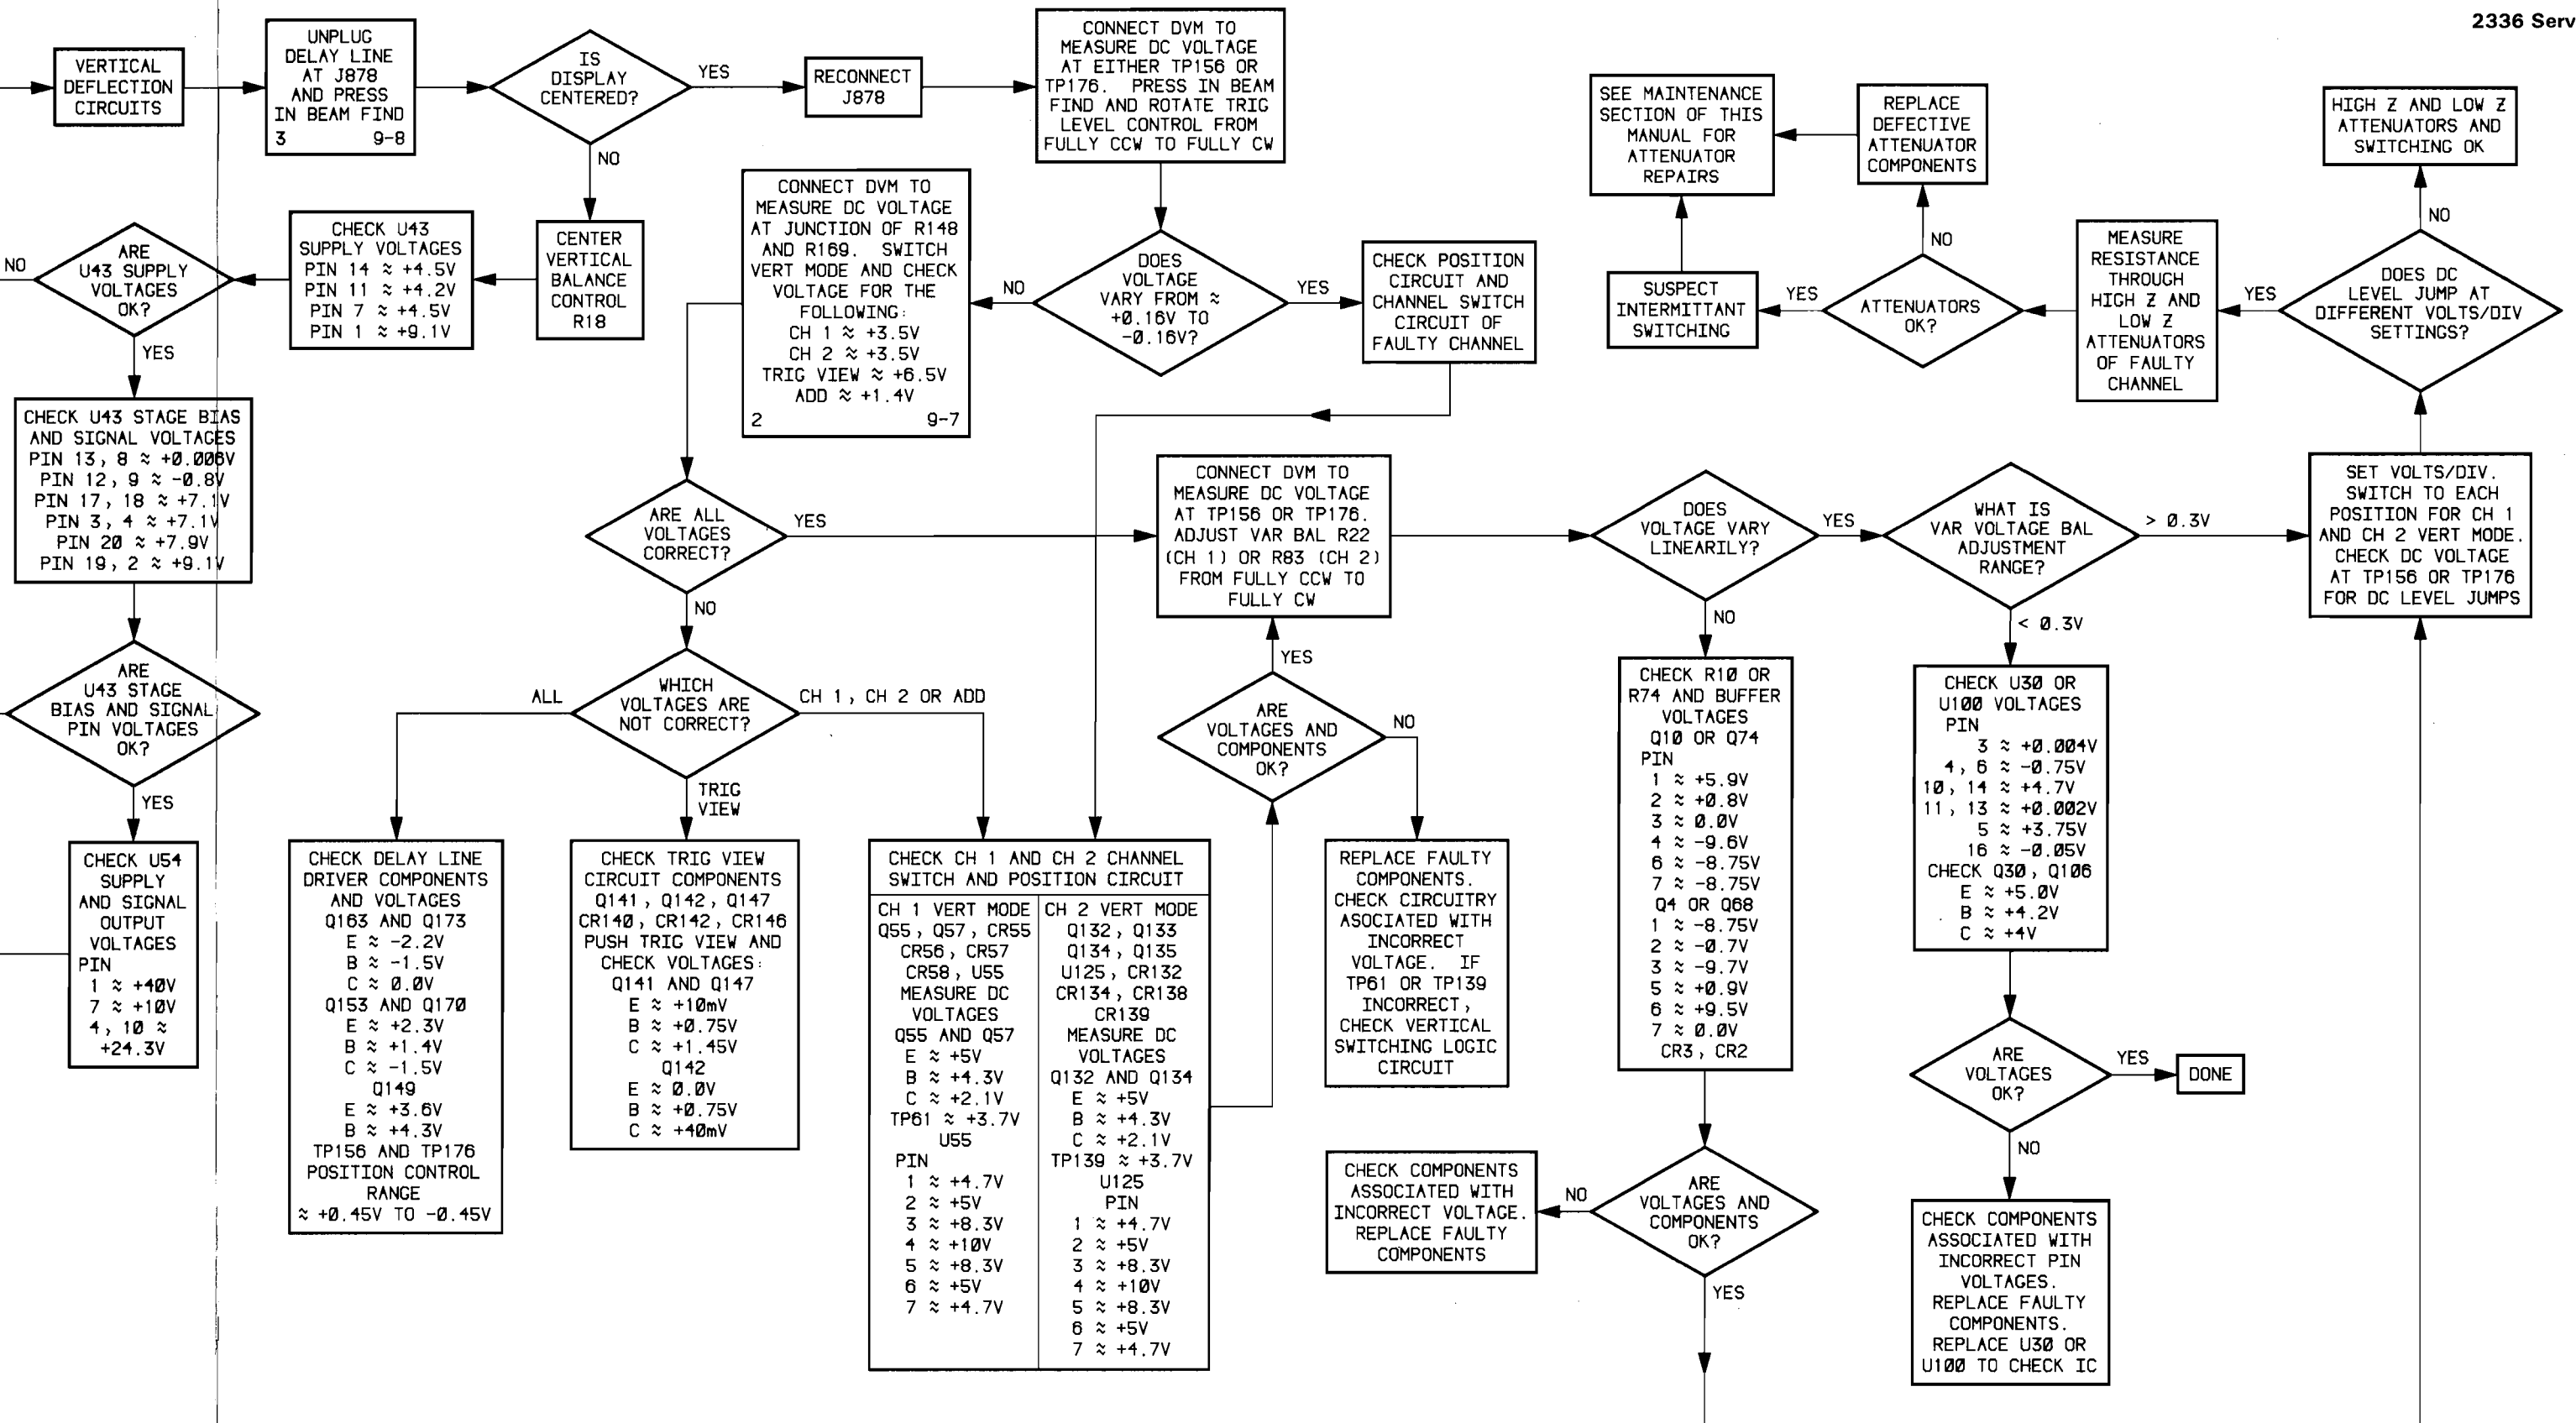 2336 Serv
VERTICAL
DEFLECTION
CIRCUITS
UNPLUG
DELAY LINE
AT J878
AND PRESS
IN BEAM FIND
3 9-8
IS
DISPLAY
CENTERED?
YES
NO
RECONNECT
J878
CONNECT DVM TO
MEASURE DC VOLTAGE
AT EITHER TP156 OR
TP176. PRESS IN BEAM
FIND AND ROTATE TRIG
LEVEL CONTROL FROM
FULLY CCW TO FULLY CW
CENTER
VERTICAL
BALANCE
CONTROL
R18
CHECK U43
SUPPLY VOLTAGES
PIN 14 ≈ +4.5V
PIN 11 ≈ +4.2V
PIN 7 ≈ +4.5V
PIN 1 ≈ +9.1V
ARE
U43 SUPPLY
VOLTAGES
OK?
NO
YES
CHECK U43 STAGE BIAS
AND SIGNAL VOLTAGES
PIN 13, 8 ≈ +0.006V
PIN 12, 9 ≈ -0.8V
PIN 17, 18 ≈ +7.1V
PIN 3, 4 ≈ +7.1V
PIN 20 ≈ +7.9V
PIN 19, 2 ≈ +9.1V
ARE
U43 STAGE
BIAS AND SIGNAL
PIN VOLTAGES
OK?
YES
CHECK U54
SUPPLY
AND SIGNAL
OUTPUT
VOLTAGES
PIN
1 ≈ +40V
7 ≈ +10V
4, 10 ≈
+24.3V
DOES
VOLTAGE
VARY FROM ≈
+0.16V TO
-0.16V?
NO
YES
CONNECT DVM TO
MEASURE DC VOLTAGE
AT JUNCTION OF R148
AND R169. SWITCH
VERT MODE AND CHECK
VOLTAGE FOR THE
FOLLOWING:
CH 1 ≈ +3.5V
CH 2 ≈ +3.5V
TRIG VIEW ≈ +6.5V
ADD ≈ +1.4V
2 9-7
CHECK POSITION
CIRCUIT AND
CHANNEL SWITCH
CIRCUIT OF
FAULTY CHANNEL
ARE ALL
VOLTAGES
CORRECT?
YES
NO
WHICH
VOLTAGES ARE
NOT CORRECT?
ALL
CH 1, CH 2 OR ADD
TRIG
VIEW
CHECK DELAY LINE
DRIVER COMPONENTS
AND VOLTAGES
Q163 AND Q173
E ≈ -2.2V
B ≈ -1.5V
C ≈ 0.0V
Q153 AND Q170
E ≈ +2.3V
B ≈ +1.4V
C ≈ -1.5V
Q149
E ≈ +3.6V
B ≈ +4.3V
TP156 AND TP176
POSITION CONTROL
RANGE
≈ +0.45V TO -0.45V
CHECK TRIG VIEW
CIRCUIT COMPONENTS
Q141, Q142, Q147
CR140, CR142, CR146
PUSH TRIG VIEW AND
CHECK VOLTAGES:
Q141 AND Q147
E ≈ +10mV
B ≈ +0.75V
C ≈ +1.45V
Q142
E ≈ 0.0V
B ≈ +0.75V
C ≈ +40mV
CHECK CH 1 AND CH 2 CHANNEL
SWITCH AND POSITION CIRCUIT
CH 1 VERT MODE
Q55, Q57, CR55
CR56, CR57
CR58, U55
MEASURE DC
VOLTAGES
Q55 AND Q57
E ≈ +5V
B ≈ +4.3V
C ≈ +2.1V
TP61 ≈ +3.7V
U55
PIN
1 ≈ +4.7V
2 ≈ +5V
3 ≈ +8.3V
4 ≈ +10V
5 ≈ +8.3V
6 ≈ +5V
7 ≈ +4.7V
CH 2 VERT MODE
Q132, Q133
Q134, Q135
U125, CR132
CR134, CR138
CR139
MEASURE DC
VOLTAGES
Q132 AND Q134
E ≈ +5V
B ≈ +4.3V
C ≈ +2.1V
TP139 ≈ +3.7V
U125
PIN
1 ≈ +4.7V
2 ≈ +5V
3 ≈ +8.3V
4 ≈ +10V
5 ≈ +8.3V
6 ≈ +5V
7 ≈ +4.7V
CONNECT DVM TO
MEASURE DC VOLTAGE
AT TP156 OR TP176.
ADJUST VAR BAL R22
(CH 1) OR R83 (CH 2)
FROM FULLY CCW TO
FULLY CW
YES
ARE
VOLTAGES AND
COMPONENTS
OK?
NO
REPLACE FAULTY
COMPONENTS.
CHECK CIRCUITRY
ASOCIATED WITH
INCORRECT
VOLTAGE. IF
TP61 OR TP139
INCORRECT,
CHECK VERTICAL
SWITCHING LOGIC
CIRCUIT
DOES
VOLTAGE VARY
LINEARILY?
YES
NO
CHECK R10 OR
R74 AND BUFFER
VOLTAGES
Q10 OR Q74
PIN
1 ≈ +5.9V
2 ≈ +0.8V
3 ≈ 0.0V
4 ≈ -9.6V
6 ≈ -8.75V
7 ≈ -8.75V
Q4 OR Q68
1 ≈ -8.75V
2 ≈ -0.7V
3 ≈ -9.7V
5 ≈ +0.9V
6 ≈ +9.5V
7 ≈ 0.0V
CR3, CR2
ARE
VOLTAGES AND
COMPONENTS
OK?
NO
YES
CHECK COMPONENTS
ASSOCIATED WITH
INCORRECT VOLTAGE.
REPLACE FAULTY
COMPONENTS
WHAT IS
VAR VOLTAGE BAL
ADJUSTMENT
RANGE?
> 0.3V
< 0.3V
CHECK U30 OR
U100 VOLTAGES
PIN
3 ≈ +0.004V
4, 6 ≈ -0.75V
10, 14 ≈ +4.7V
11, 13 ≈ +0.002V
5 ≈ +3.75V
16 ≈ -0.05V
CHECK Q30, Q106
E ≈ +5.0V
B ≈ +4.2V
C ≈ +4V
ARE
VOLTAGES
OK?
YES
DONE
NO
CHECK COMPONENTS
ASSOCIATED WITH
INCORRECT PIN
VOLTAGES.
REPLACE FAULTY
COMPONENTS.
REPLACE U30 OR
U100 TO CHECK IC
SET VOLTS/DIV.
SWITCH TO EACH
POSITION FOR CH 1
AND CH 2 VERT MODE.
CHECK DC VOLTAGE
AT TP156 OR TP176
FOR DC LEVEL JUMPS
DOES DC
LEVEL JUMP AT
DIFFERENT VOLTS/DIV
SETTINGS?
NO
YES
HIGH Z AND LOW Z
ATTENUATORS AND
SWITCHING OK
MEASURE
RESISTANCE
THROUGH
HIGH Z AND
LOW Z
ATTENUATORS
OF FAULTY
CHANNEL
ATTENUATORS
OK?
NO
YES
REPLACE
DEFECTIVE
ATTENUATOR
COMPONENTS
SUSPECT
INTERMITTANT
SWITCHING
SEE MAINTENANCE
SECTION OF THIS
MANUAL FOR
ATTENUATOR
REPAIRS